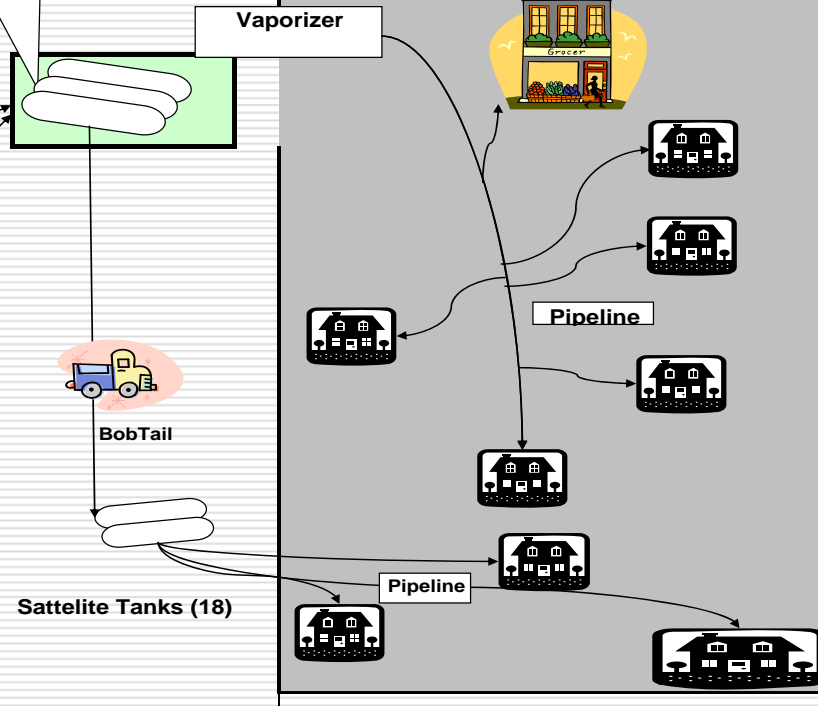 Vaporizer
Grocer
Pipeline
BobTail
Pipeline
Sattelite Tanks (18)